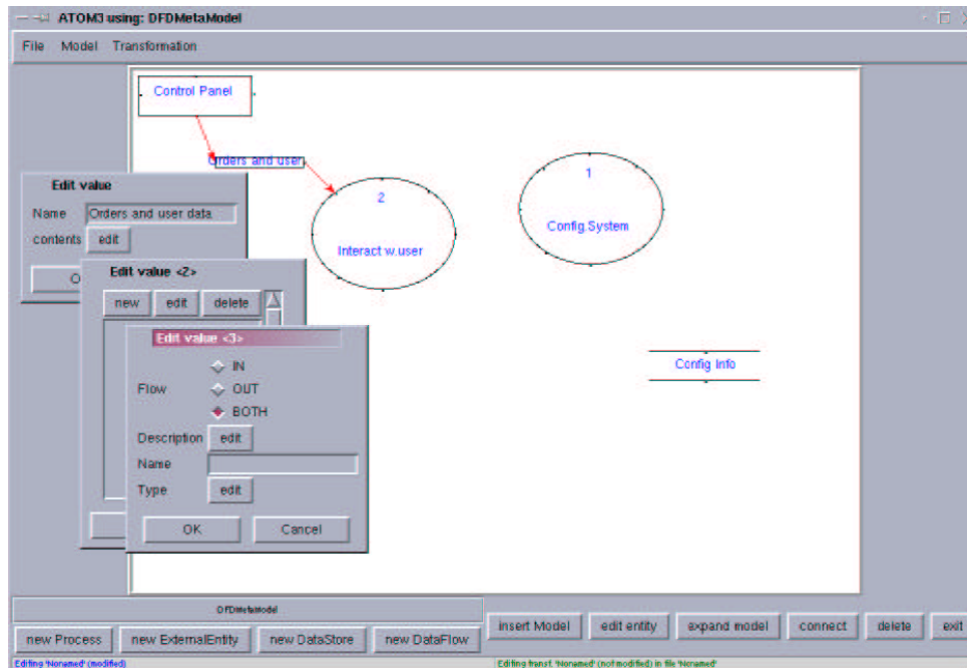 ATOM3 using: DFDMetaModel
File Model Transformation
Control Panel
Orders and user
2
Interact w.user
1
Config.System
Config Info
Edit value
Name Orders and user data
contents edit
O
Edit value <2>
new edit delete
Edit value <3>
IN
Flow OUT
BOTH
Description edit
Name
Type edit
OK Cancel
DFDmetamodel
new Process new ExternalEntity new DataStore new DataFlow
insert Model edit entity expand model connect delete exit
Editing 'Nonamed' (modified)
Editing transf. 'Nonamed' (not modified) in file 'Nonamed'